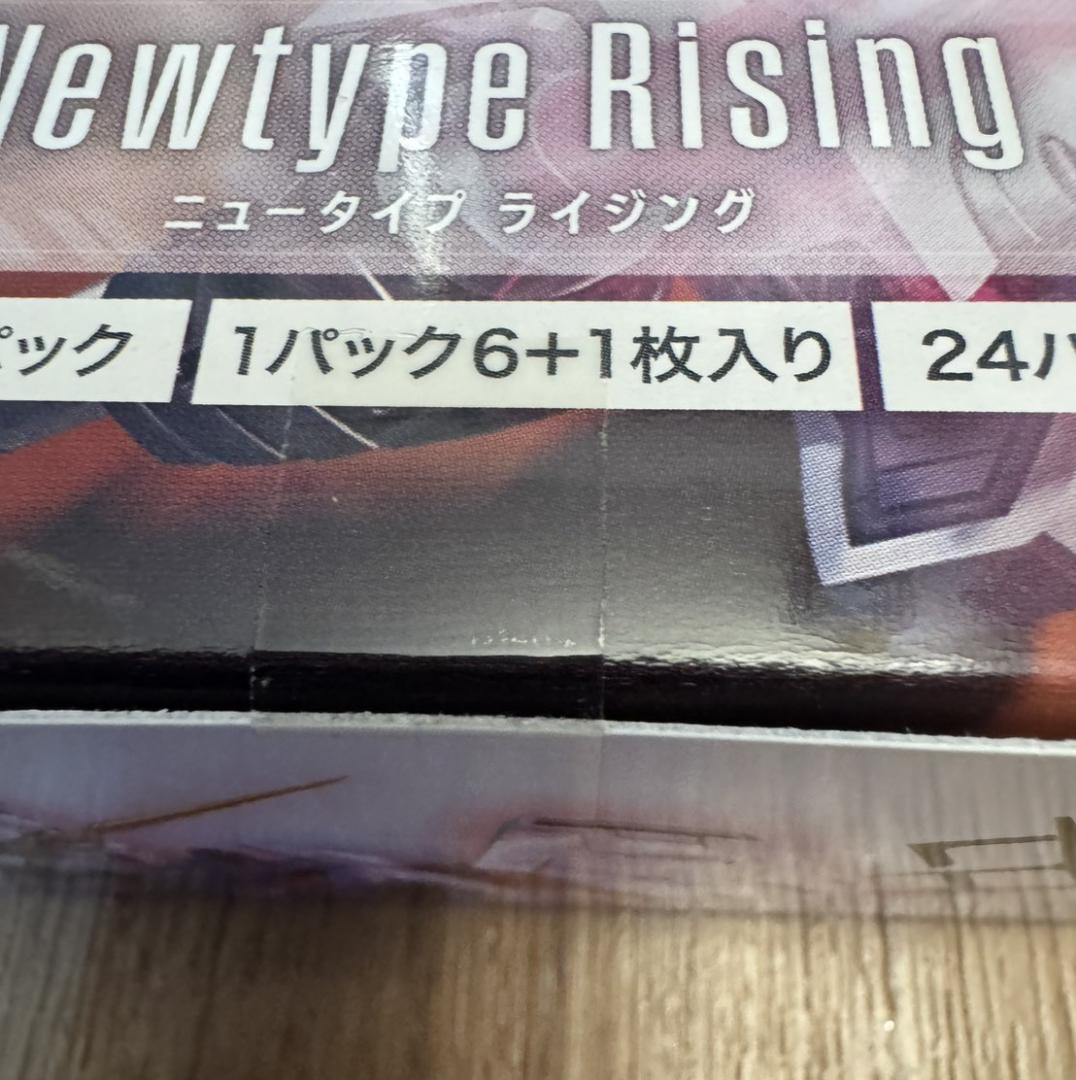 Newtype Rising
ニュータイプ ライジング
パック 1パック6+1枚入り 24パ